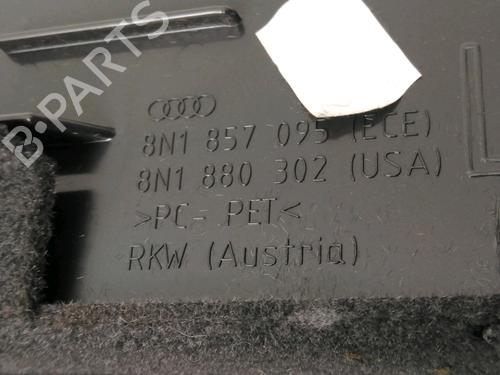 B-PARTS
8N1 857 095 (ECE)
8N1 880 302 (USA)
>PC- PET<
RKW (Austria)